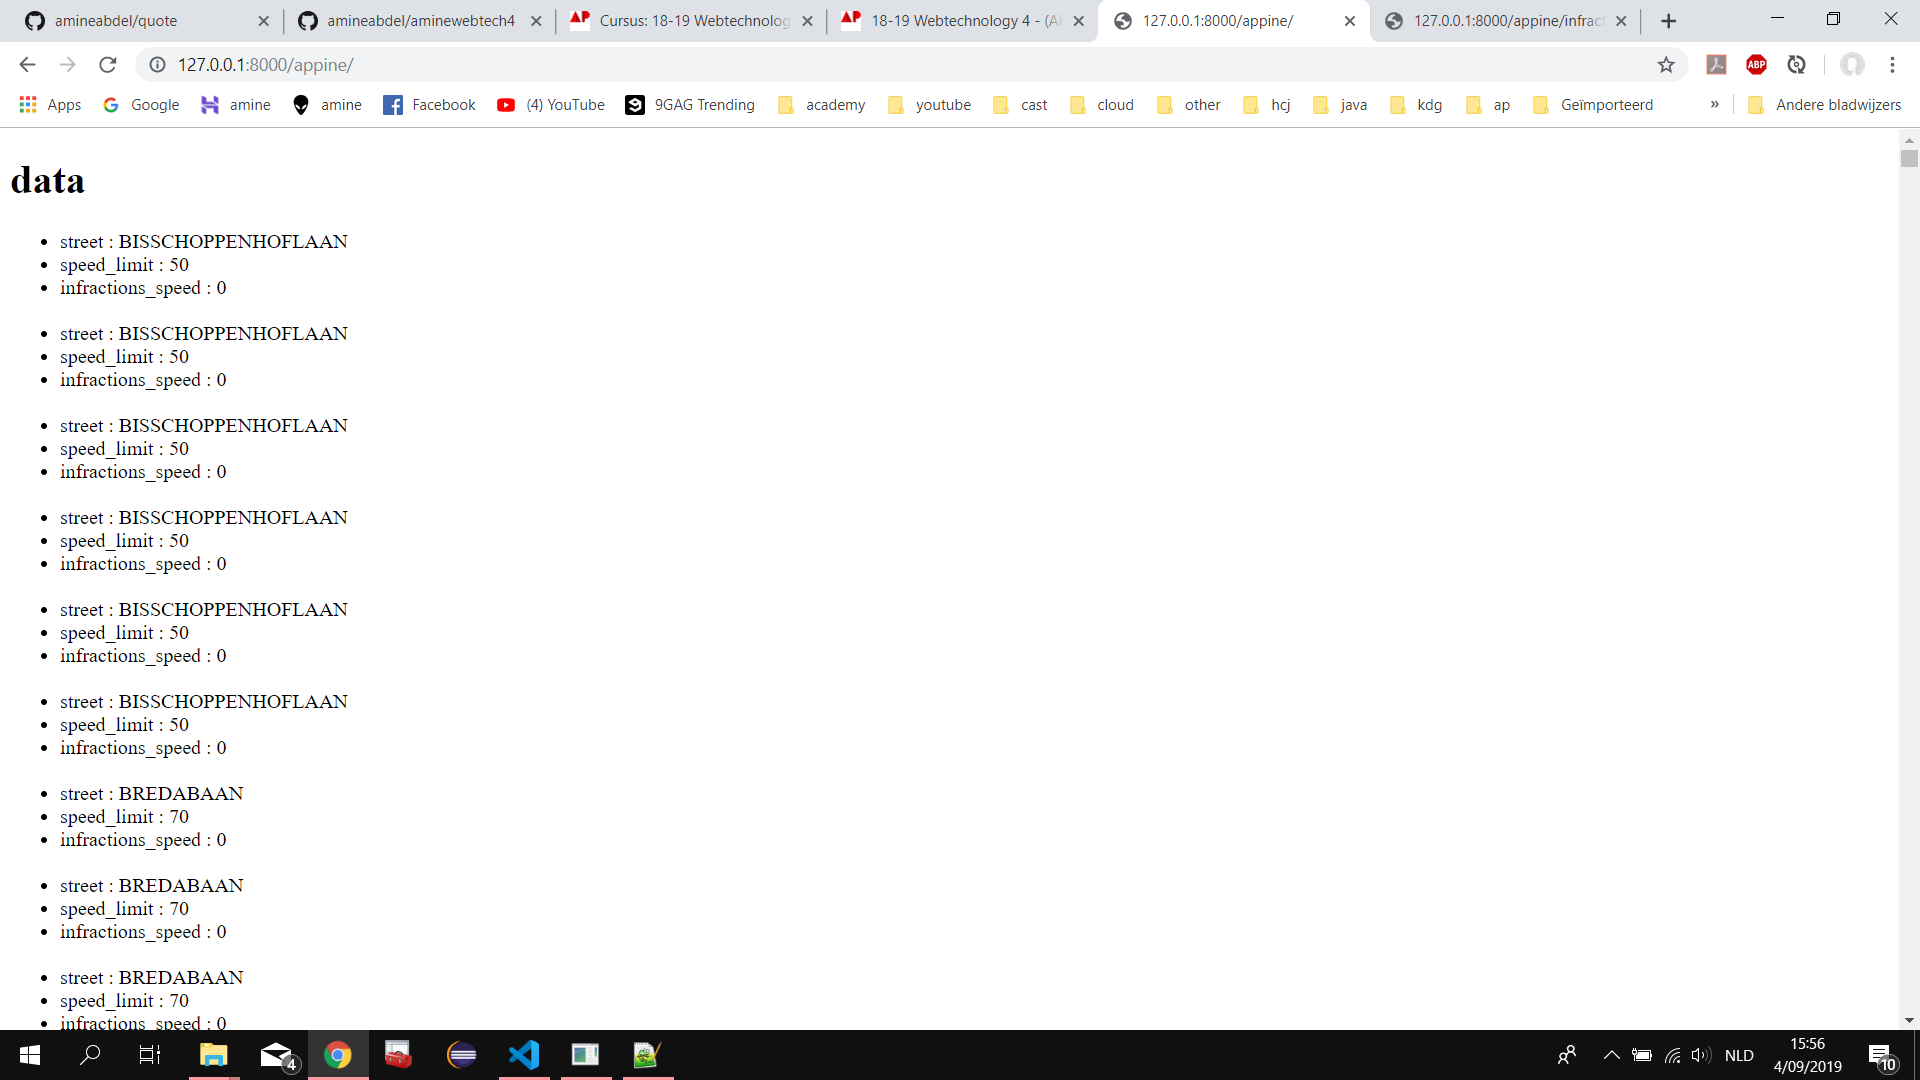 amineabdel/quote
amineabdel/aminewebtech4
Cursus: 18-19 Webtechnolog
18-19 Webtechnology 4 - (A
127.0.0.1:8000/appine/
127.0.0.1:8000/appine/infract
127.0.0.1:8000/appine/
ABP
Apps
Google
amine
amine
Facebook
(4) YouTube
9GAG Trending
academy
youtube
cast
cloud
other
hcj
java
kdg
ap
Geïmporteerd
»
Andere bladwijzers
data
• street : BISSCHOPPENHOFLAAN
• speed_limit : 50
• infractions_speed : 0
• street : BISSCHOPPENHOFLAAN
• speed_limit : 50
• infractions_speed : 0
• street : BISSCHOPPENHOFLAAN
• speed_limit : 50
• infractions_speed : 0
• street : BISSCHOPPENHOFLAAN
• speed_limit : 50
• infractions_speed : 0
• street : BISSCHOPPENHOFLAAN
• speed_limit : 50
• infractions_speed : 0
• street : BISSCHOPPENHOFLAAN
• speed_limit : 50
• infractions_speed : 0
• street : BREDABAAN
• speed_limit : 70
• infractions_speed : 0
• street : BREDABAAN
• speed_limit : 70
• infractions_speed : 0
• street : BREDABAAN
• speed_limit : 70
• infractions_speed : 0
4
NLD
15:56
4/09/2019
10